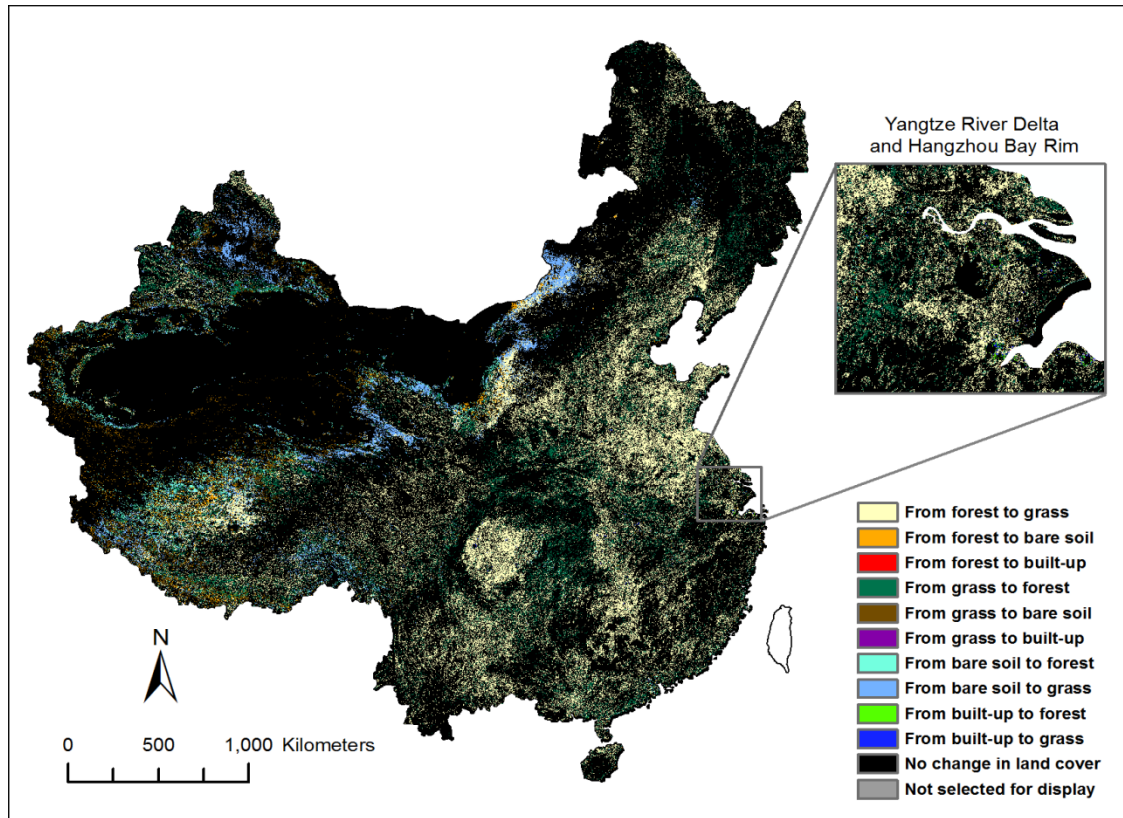 Yangtze River Delta
and Hangzhou Bay Rim
From forest to grass
From forest to bare soil
From forest to built-up
From grass to forest
From grass to bare soil
From grass to built-up
From bare soil to forest
From bare soil to grass
From built-up to forest
From built-up to grass
No change in land cover
Not selected for display
N
0 500 1,000 Kilometers